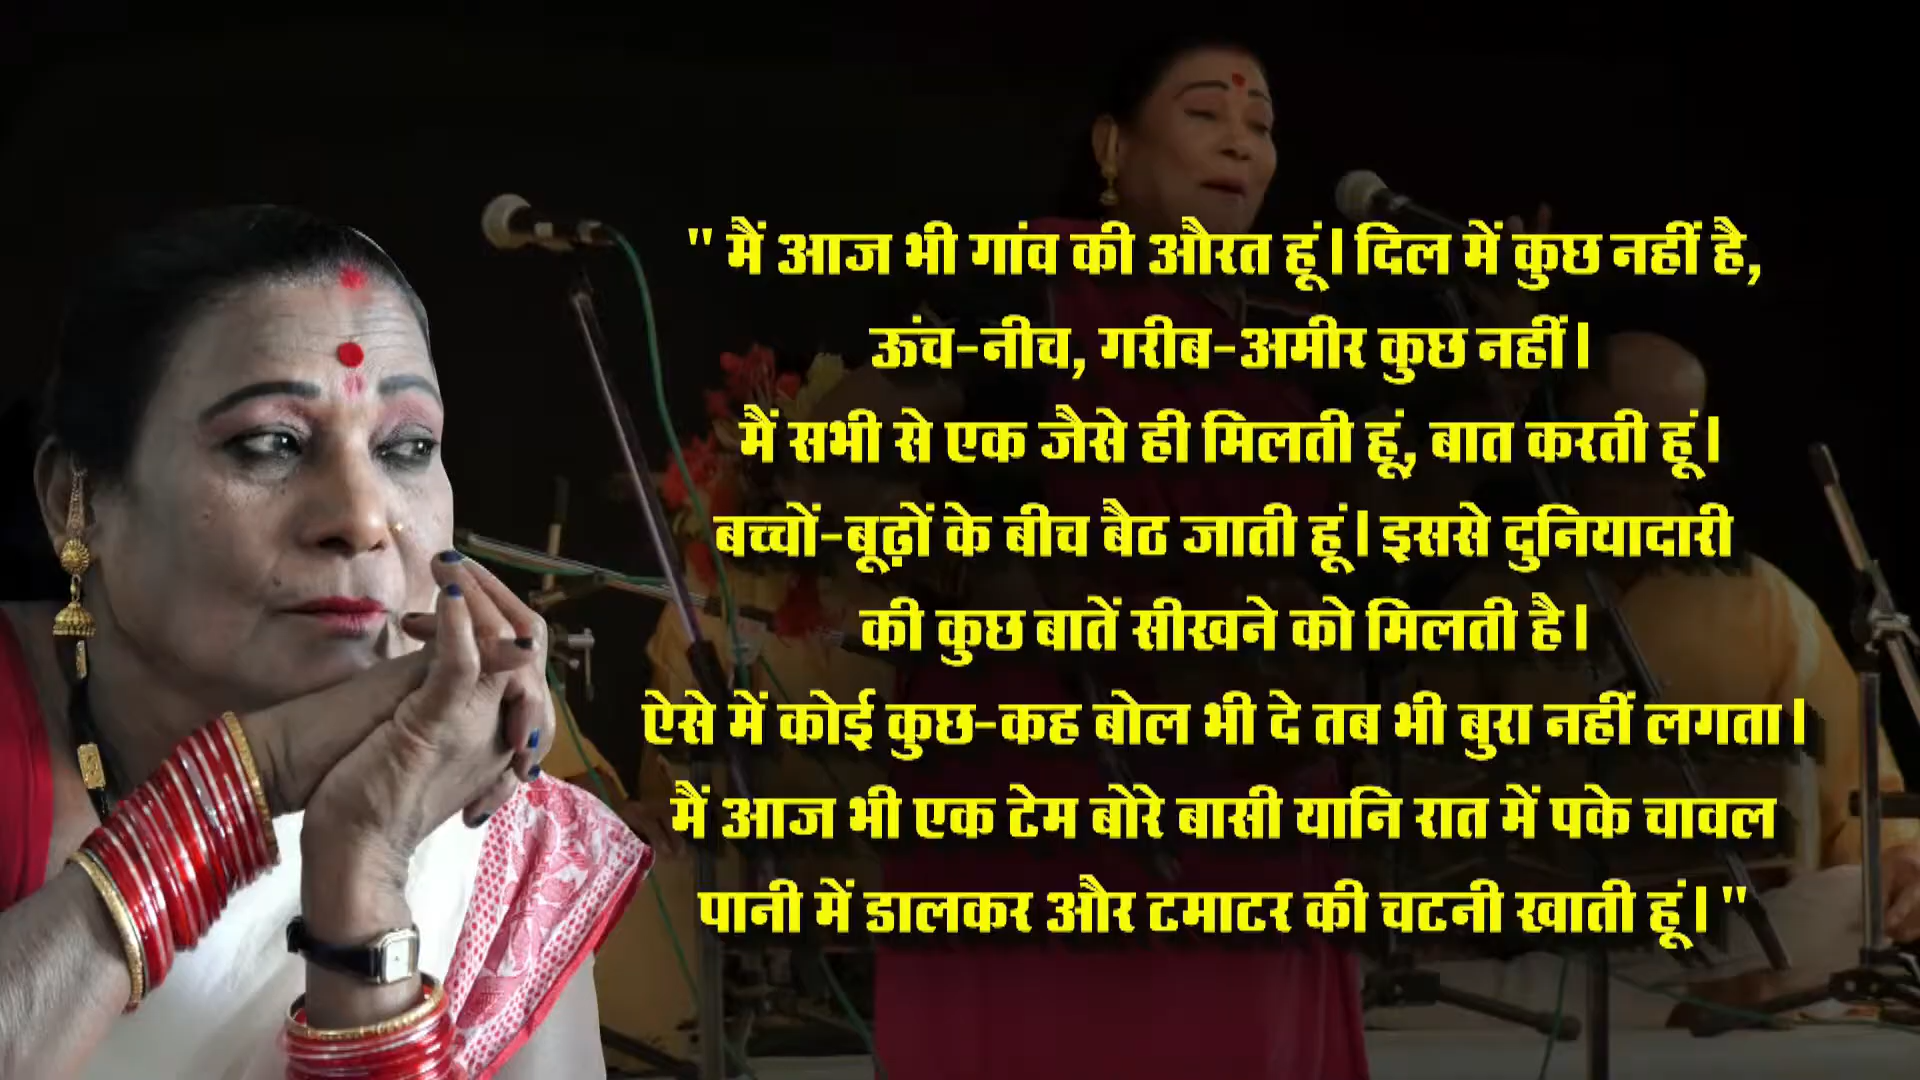 " मैं आज भी गांव की औरत हूं। दिल में कुछ नहीं है,
ऊंच-नीच, गरीब-अमीर कुछ नहीं।
मैं सभी से एक जैसे ही मिलती हूं, बात करती हूं।
बच्चों-बूढ़ों के बीच बैठ जाती हूं। इससे दुनियादारी
की कुछ बातें सीखने को मिलती है।
ऐसे में कोई कुछ-कह बोल भी दे तब भी बुरा नहीं लगता।
मैं आज भी एक टेम बोरे बासी यानि रात में पके चावल
पानी में डालकर और टमाटर की चटनी खाती हूं। "